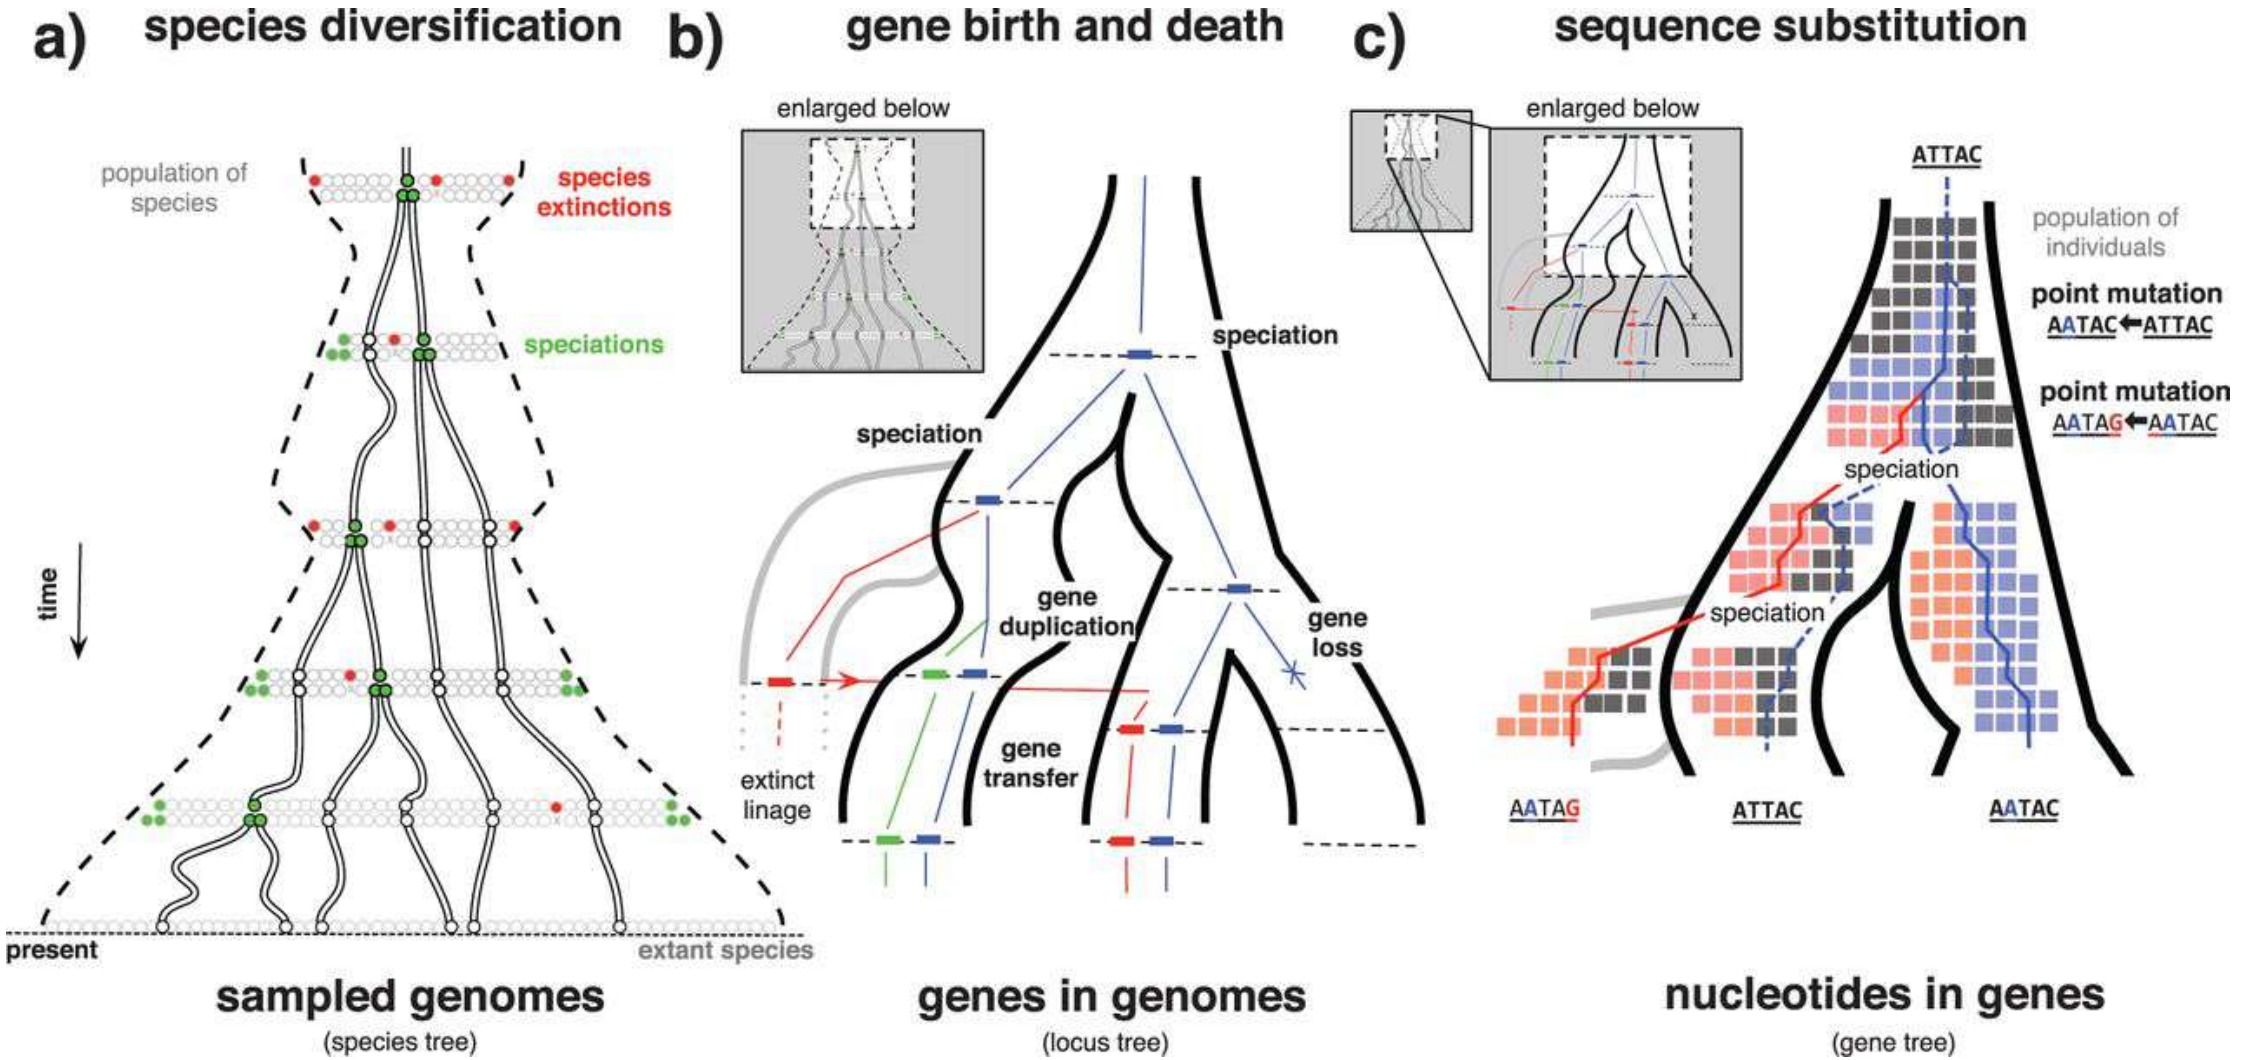 a)
species diversification
population of
species
species
extinctions
speciations
time
present
extant species
sampled genomes
(species tree)
b)
gene birth and death
enlarged below
speciation
speciation
gene
duplication
gene
loss
gene
transfer
extinct
linage
genes in genomes
(locus tree)
c)
sequence substitution
enlarged below
x
ATTAC
population of
individuals
point mutation
AATAC←ATTAC
point mutation
AATAG←AATAC
speciation
speciation
AATAG
ATTAC
AATAC
nucleotides in genes
(gene tree)